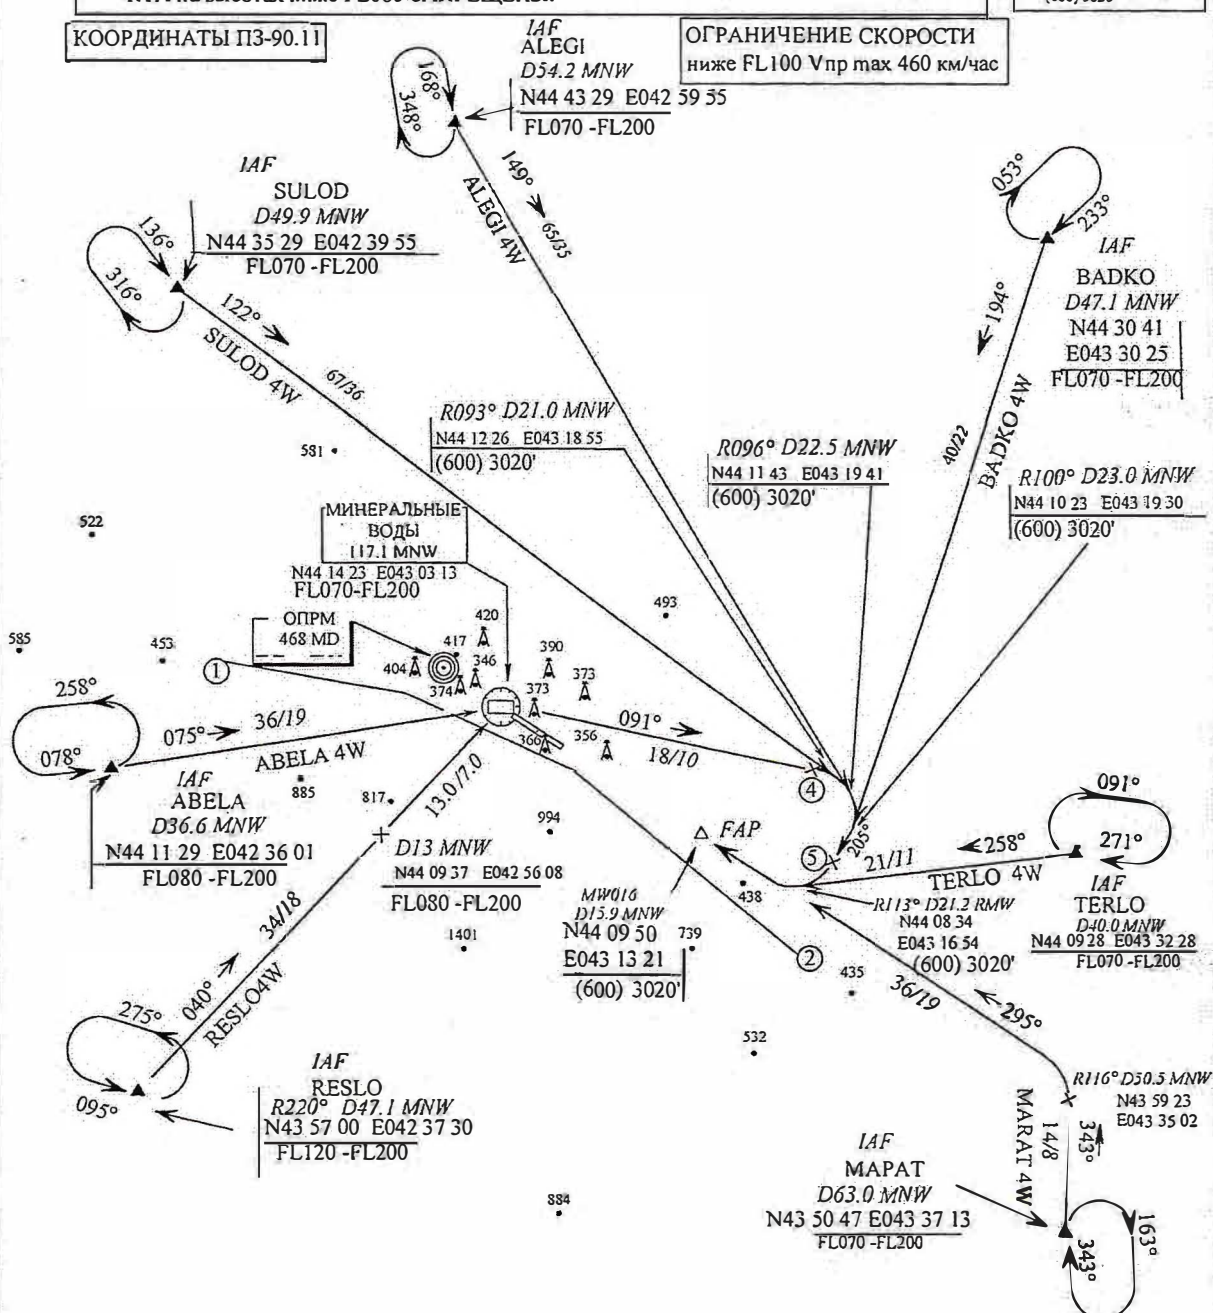 КООРДИНАТЫ ПЗ-90.11
IAF
ALEGI
D54.2 MNW
N44 43 29 E042 59 55
FL070 -FL200
ОГРАНИЧЕНИЕ СКОРОСТИ
ниже FL100 Vпр max 460 км/час
168°
348°
149°
65/35
ALEGI 4W
IAF
SULOD
D49.9 MNW
N44 35 29 E042 39 55
FL070 -FL200
136°
316°
122°
SULOD 4W
67/36
053°
233°
IAF
BADKO
D47.1 MNW
N44 30 41
E043 30 25
FL070 -FL200
194°
40/22
BADKO 4W
R093° D21.0 MNW
N44 12 26 E043 18 55
(600) 3020'
R096° D22.5 MNW
N44 11 43 E043 19 41
(600) 3020'
R100° D23.0 MNW
N44 10 23 E043 19 30
(600) 3020'
581
522
МИНЕРАЛЬНЫЕ
ВОДЫ
117.1 MNW
N44 14 23 E043 03 13
FL070-FL200
ОПРМ
468 MD
493
585
453
1
420
417
404
346
374
390
373
373
366
356
258°
078°
075°
36/19
ABELA 4W
091°
18/10
4
IAF
ABELA
D36.6 MNW
N44 11 29 E042 36 01
FL080 -FL200
885
817
13.0/7.0
994
FAP
5
205°
21/11
258°
TERLO 4W
091°
271°
IAF
TERLO
D40.0 MNW
N44 09 28 E043 32 28
FL070 -FL200
D13 MNW
N44 09 37 E042 56 08
FL080 -FL200
438
R113° D21.2 RMW
N44 08 34
E043 16 54
(600) 3020'
MW016
D15.9 MNW
N44 09 50
E043 13 21
(600) 3020'
739
2
435
36/19
295°
34/18
1401
040°
RESLO4W
532
275°
095°
IAF
RESLO
R220° D47.1 MNW
N43 57 00 E042 37 30
FL120 -FL200
R116° D50.5 MNW
N43 59 23
E043 35 02
MARAT 4W
14/8
343°
IAF
МАРАТ
D63.0 MNW
N43 50 47 E043 37 13
FL070 -FL200
884
163°
343°